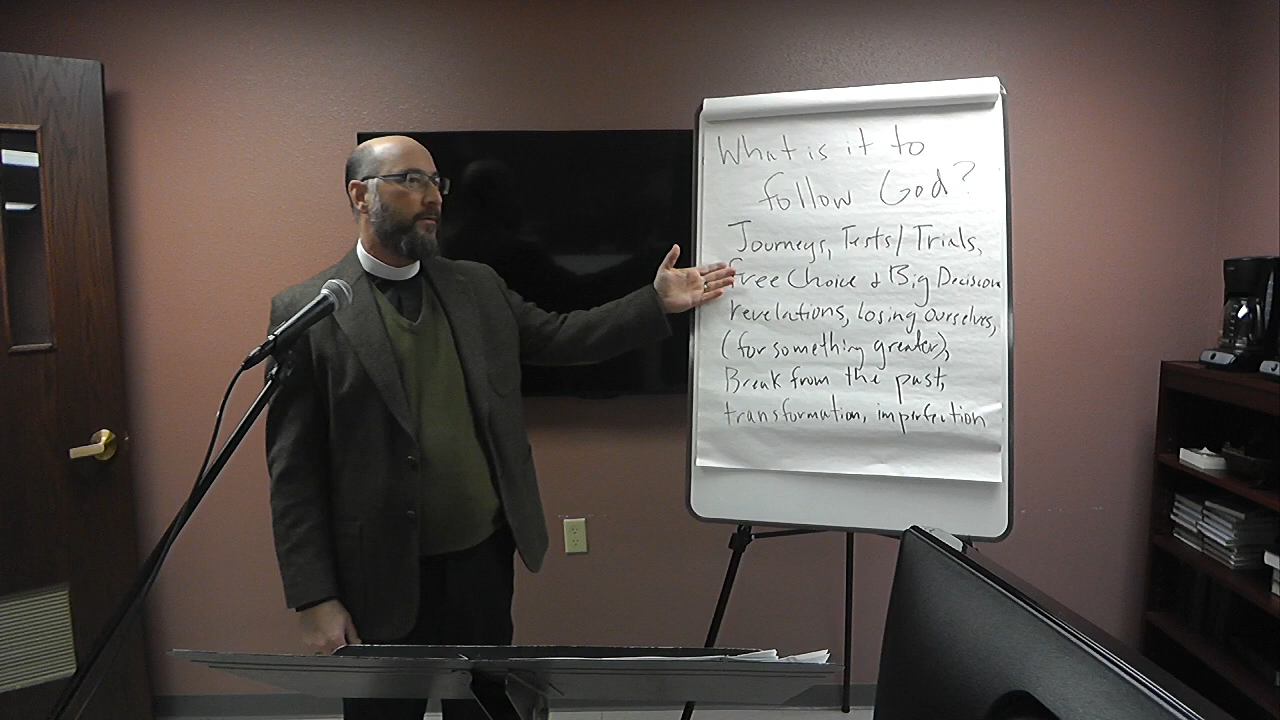 What is it to
follow God?
Journeys, Tests/Trials,
Free Choice & Big Decision
revelations, losing ourselves,
(for something greater),
Break from the past,
transformation, imperfection